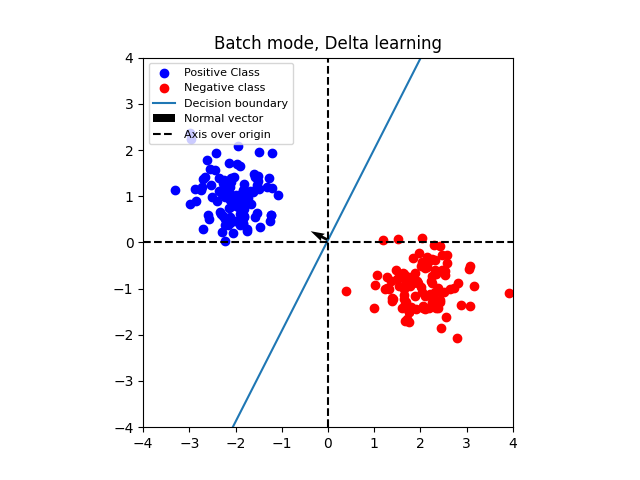 Batch mode, Delta learning
4
3
2
1
0
−1
−2
−3
−4
Positive Class
Negative class
Decision boundary
Normal vector
Axis over origin
−4 −3 −2 −1 0 1 2 3 4